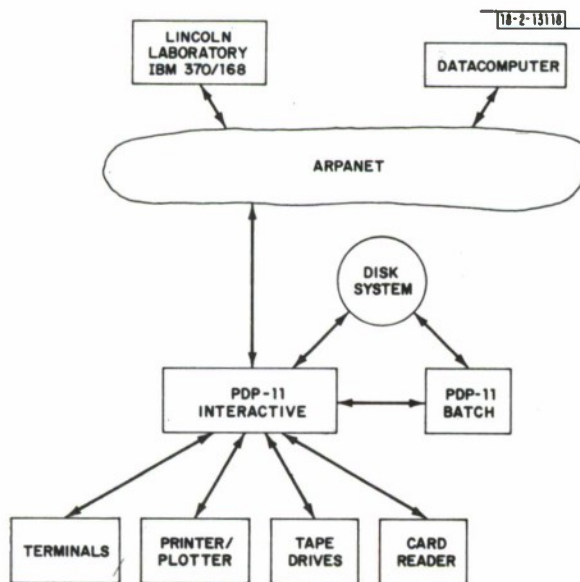 18-2-13118
LINCOLN
LABORATORY
IBM 370/168
DATACOMPUTER
ARPANET
DISK
SYSTEM
PDP-11
INTERACTIVE
PDP-11
BATCH
TERMINALS
PRINTER/
PLOTTER
TAPE
DRIVES
CARD
READER